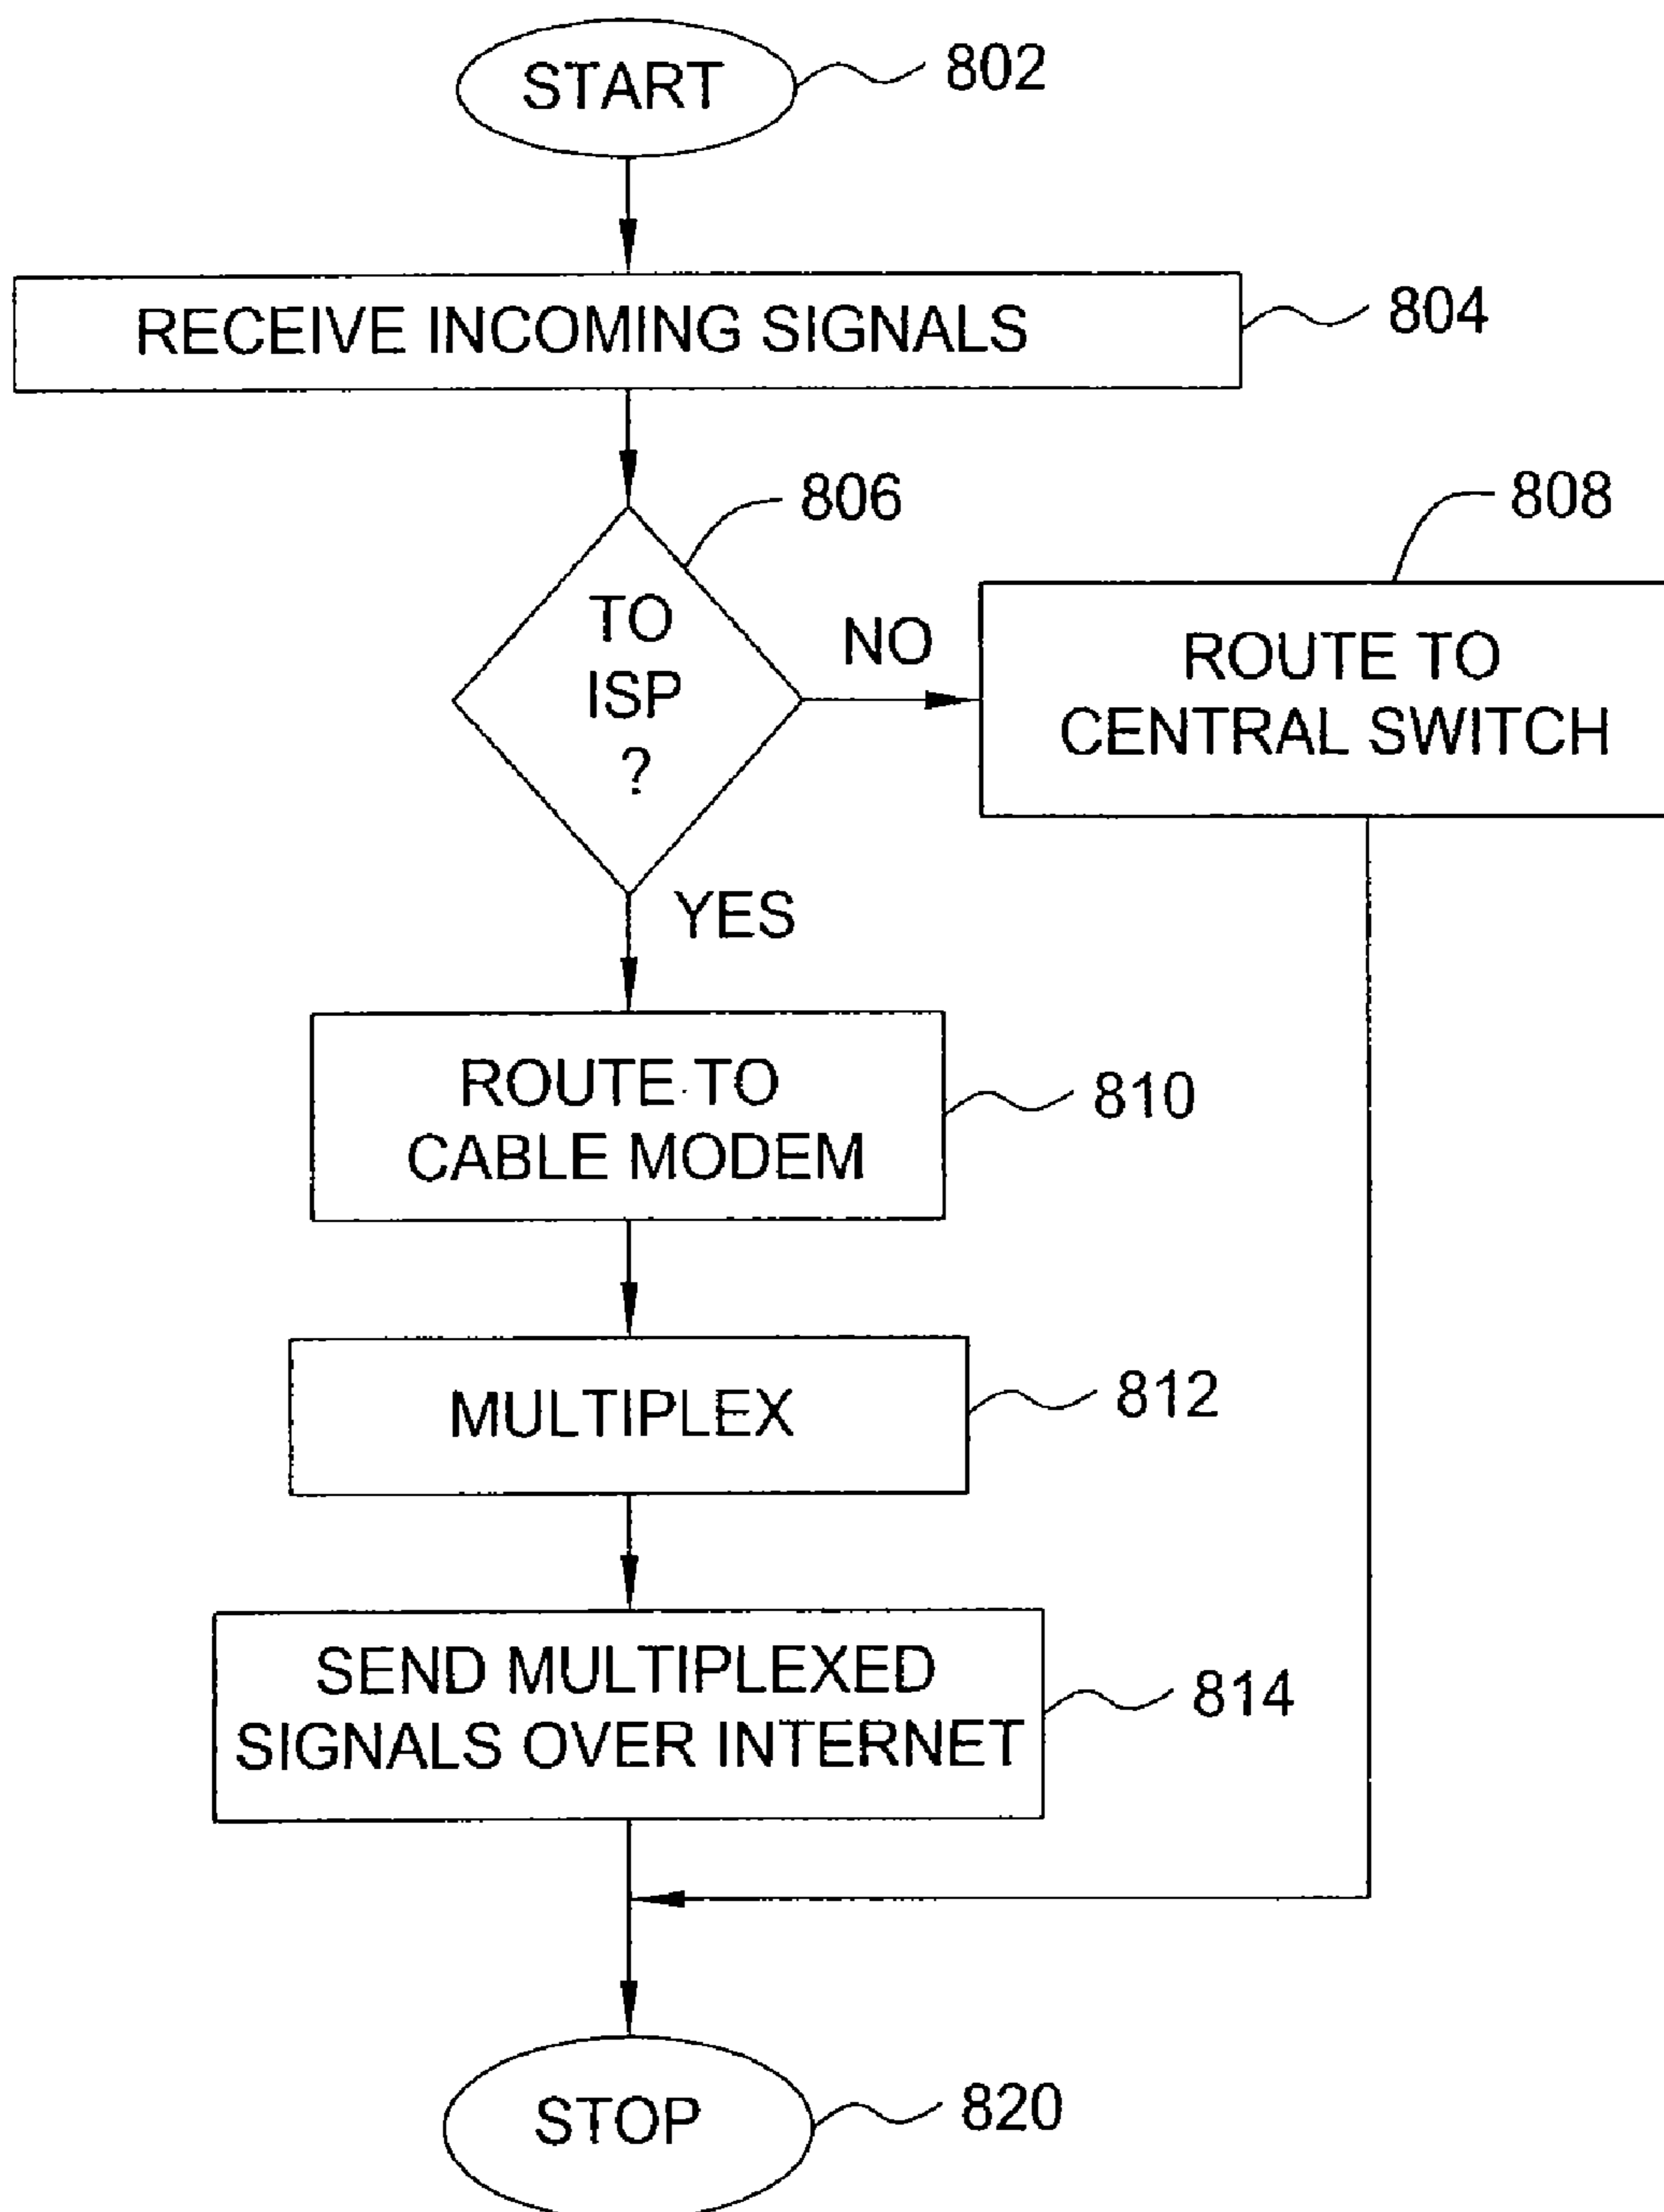 START
802
RECEIVE INCOMING SIGNALS
804
806
TO
ISP
?
NO
808
ROUTE TO
CENTRAL SWITCH
YES
ROUTE TO
CABLE MODEM
810
MULTIPLEX
812
SEND MULTIPLEXED
SIGNALS OVER INTERNET
814
STOP
820